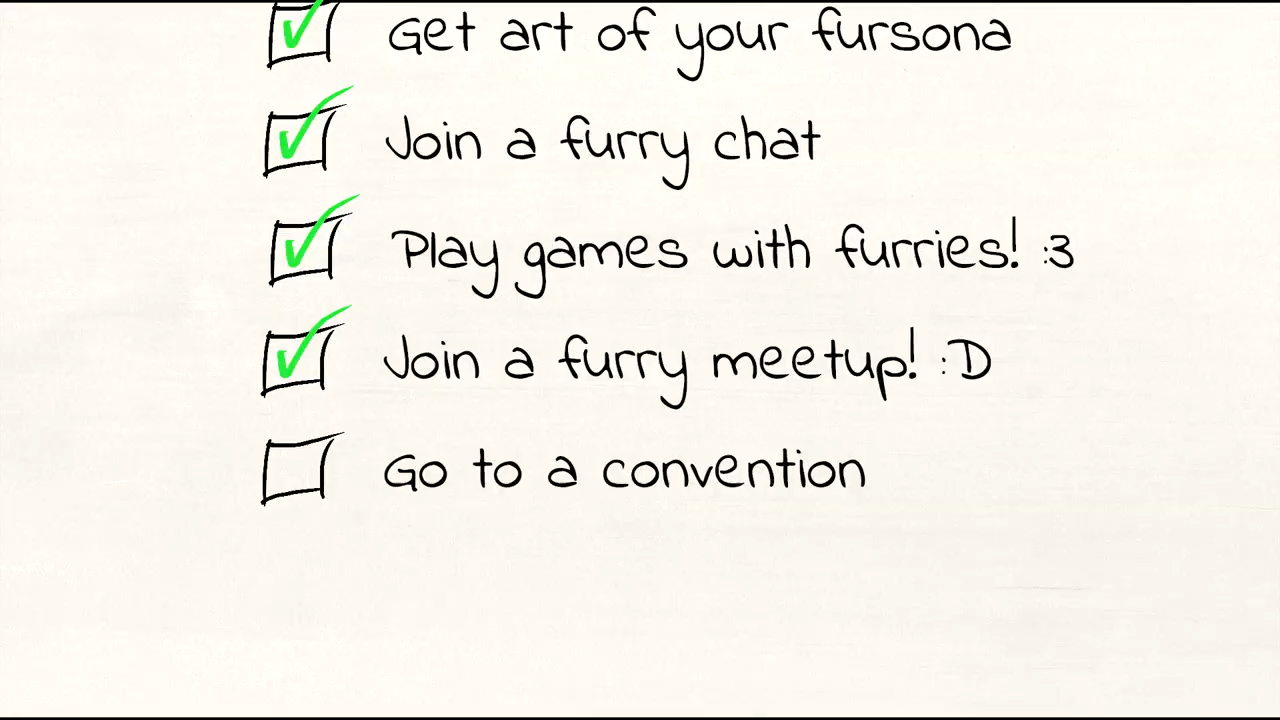 Get art of your fursona
Join a furry chat
Play games with furries! :3
Join a furry meetup! :D
Go to a convention